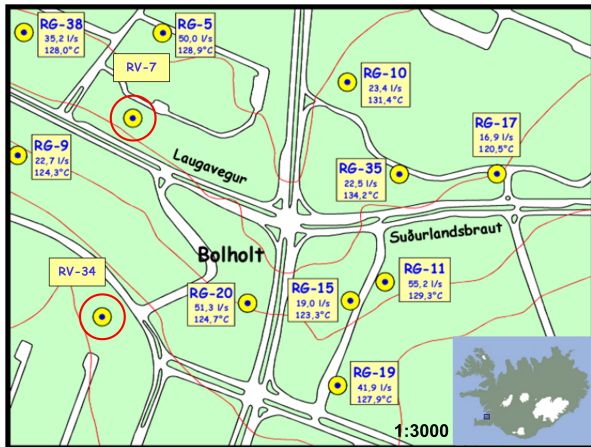 RG-38
35,2 l/s
128,0°C
RG-5
50,0 l/s
128,9°C
RV-7
RG-10
23,4 l/s
131,4°C
RG-17
16,9 l/s
120,5°C
RG-9
22,7 l/s
124,3°C
Laugavegur
RG-35
22,5 l/s
134,2°C
Suðurlandsbraut
Bolholt
RV-34
RG-20
51,3 l/s
124,7°C
RG-15
19,0 l/s
123,3°C
RG-11
55,2 l/s
129,3°C
RG-19
41,9 l/s
127,9°C
1:3000